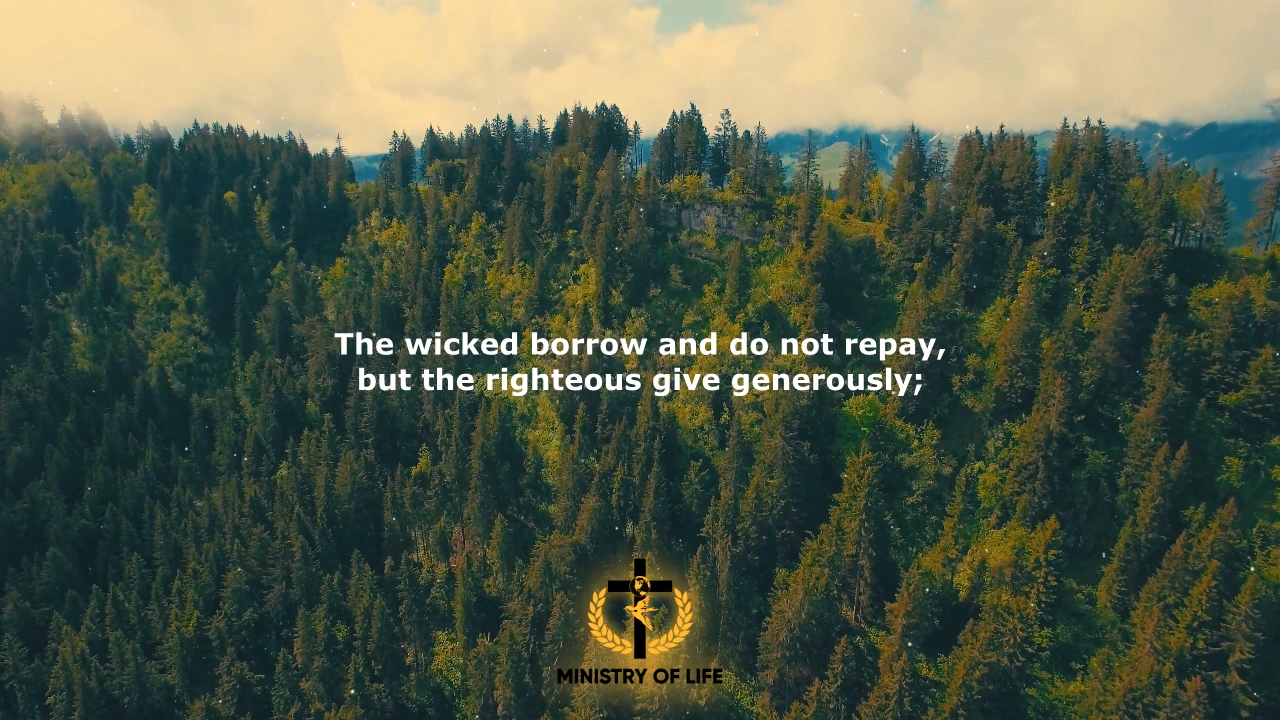 The wicked borrow and do not repay,
but the righteous give generously;
MINISTRY OF LIFE